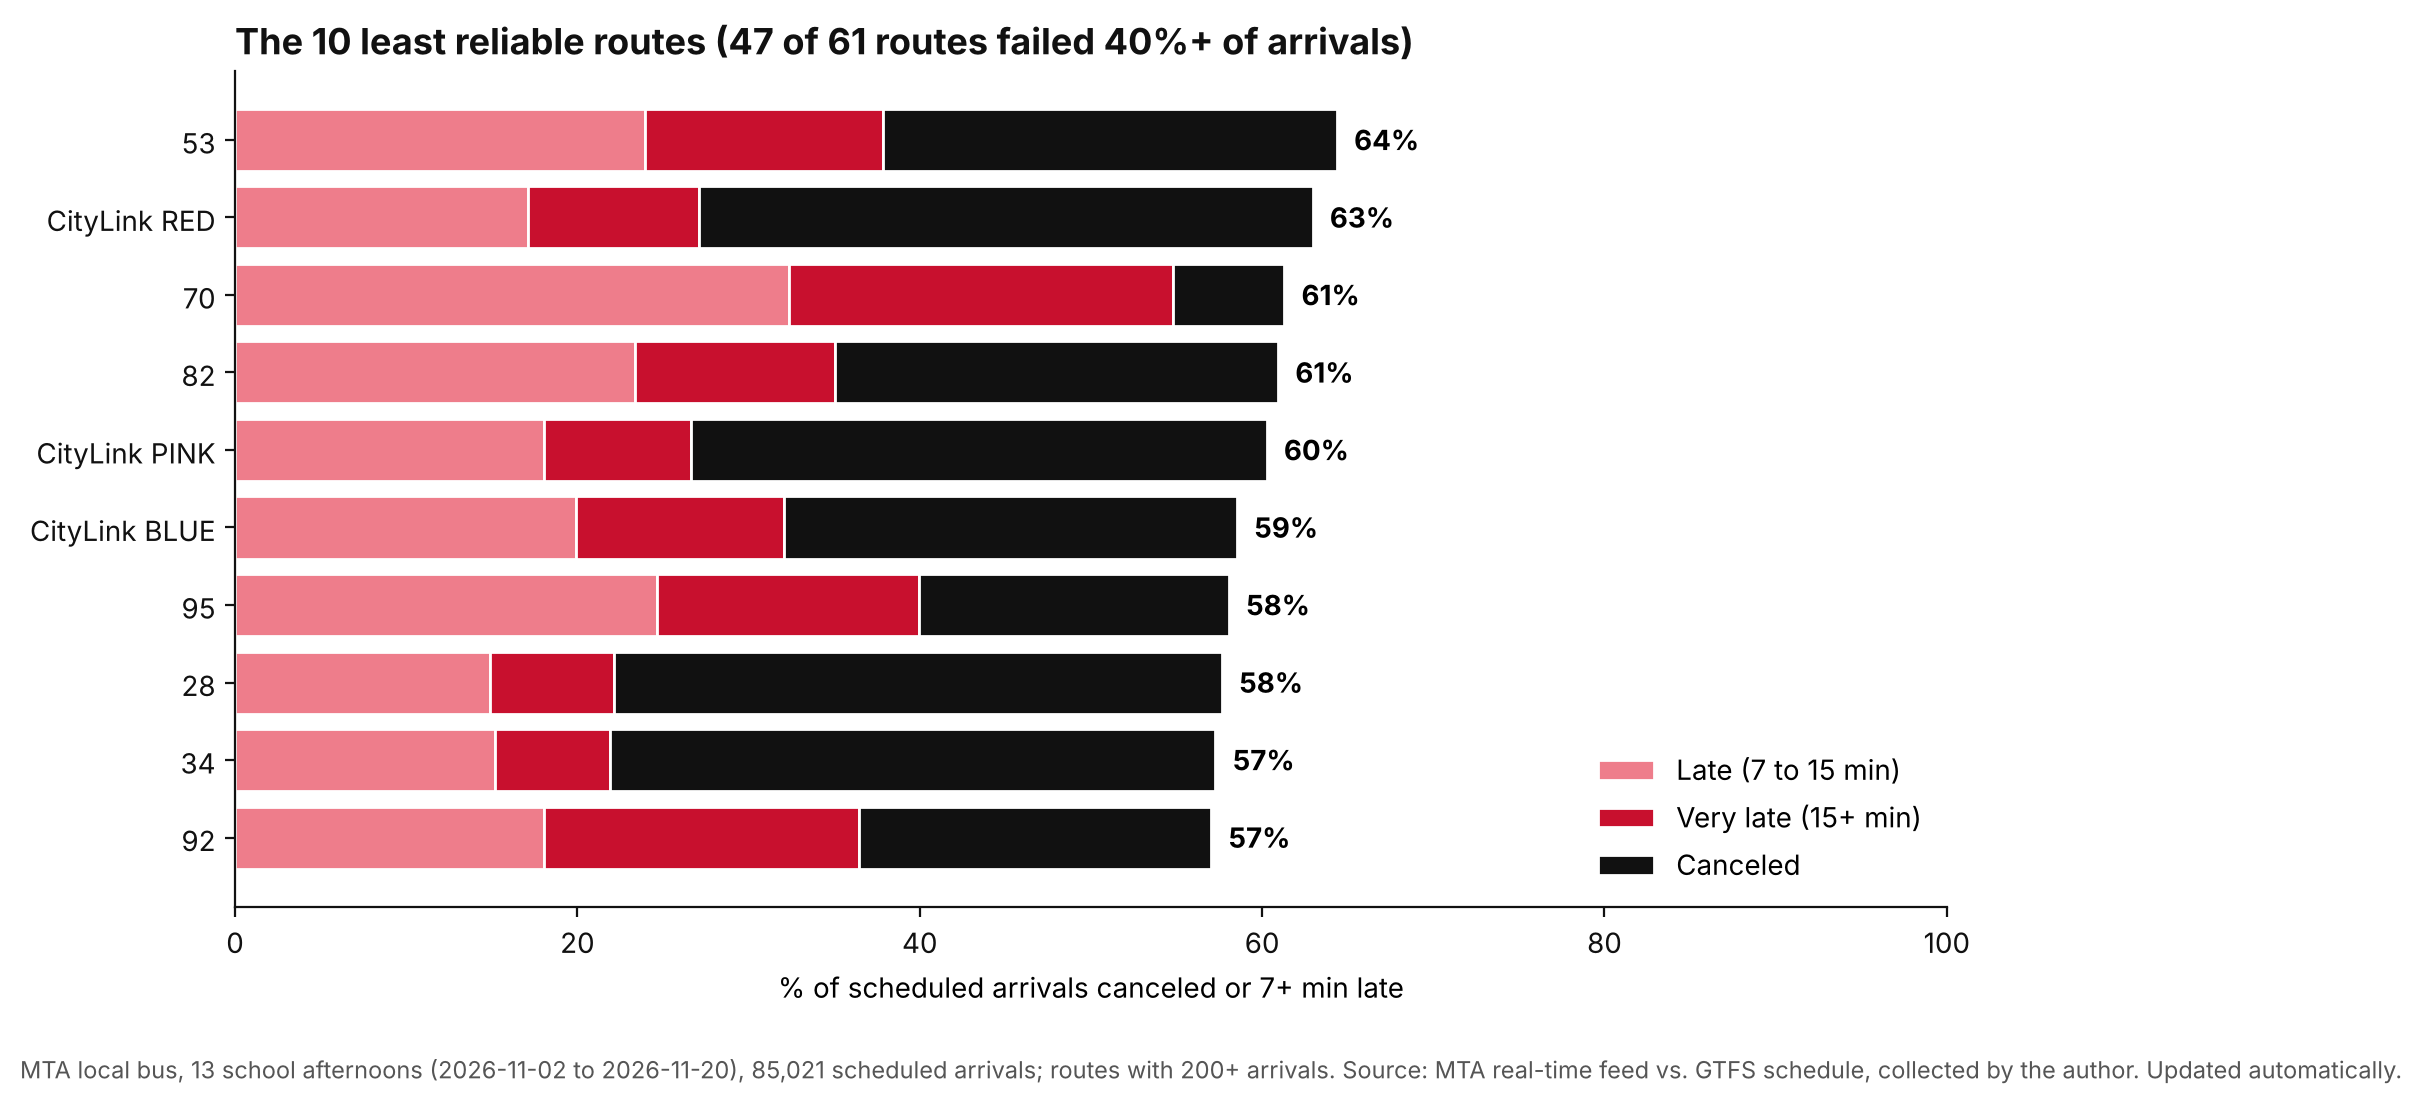 The 10 least reliable routes (47 of 61 routes failed 40%+ of arrivals)
53
64%
CityLink RED
63%
70
61%
82
61%
CityLink PINK
60%
CityLink BLUE
59%
95
58%
28
58%
34
57%
92
57%
Late (7 to 15 min)
Very late (15+ min)
Canceled
0 20 40 60 80 100
% of scheduled arrivals canceled or 7+ min late
MTA local bus, 13 school afternoons (2026-11-02 to 2026-11-20), 85,021 scheduled arrivals; routes with 200+ arrivals. Source: MTA real-time feed vs. GTFS schedule, collected by the author. Updated automatically.